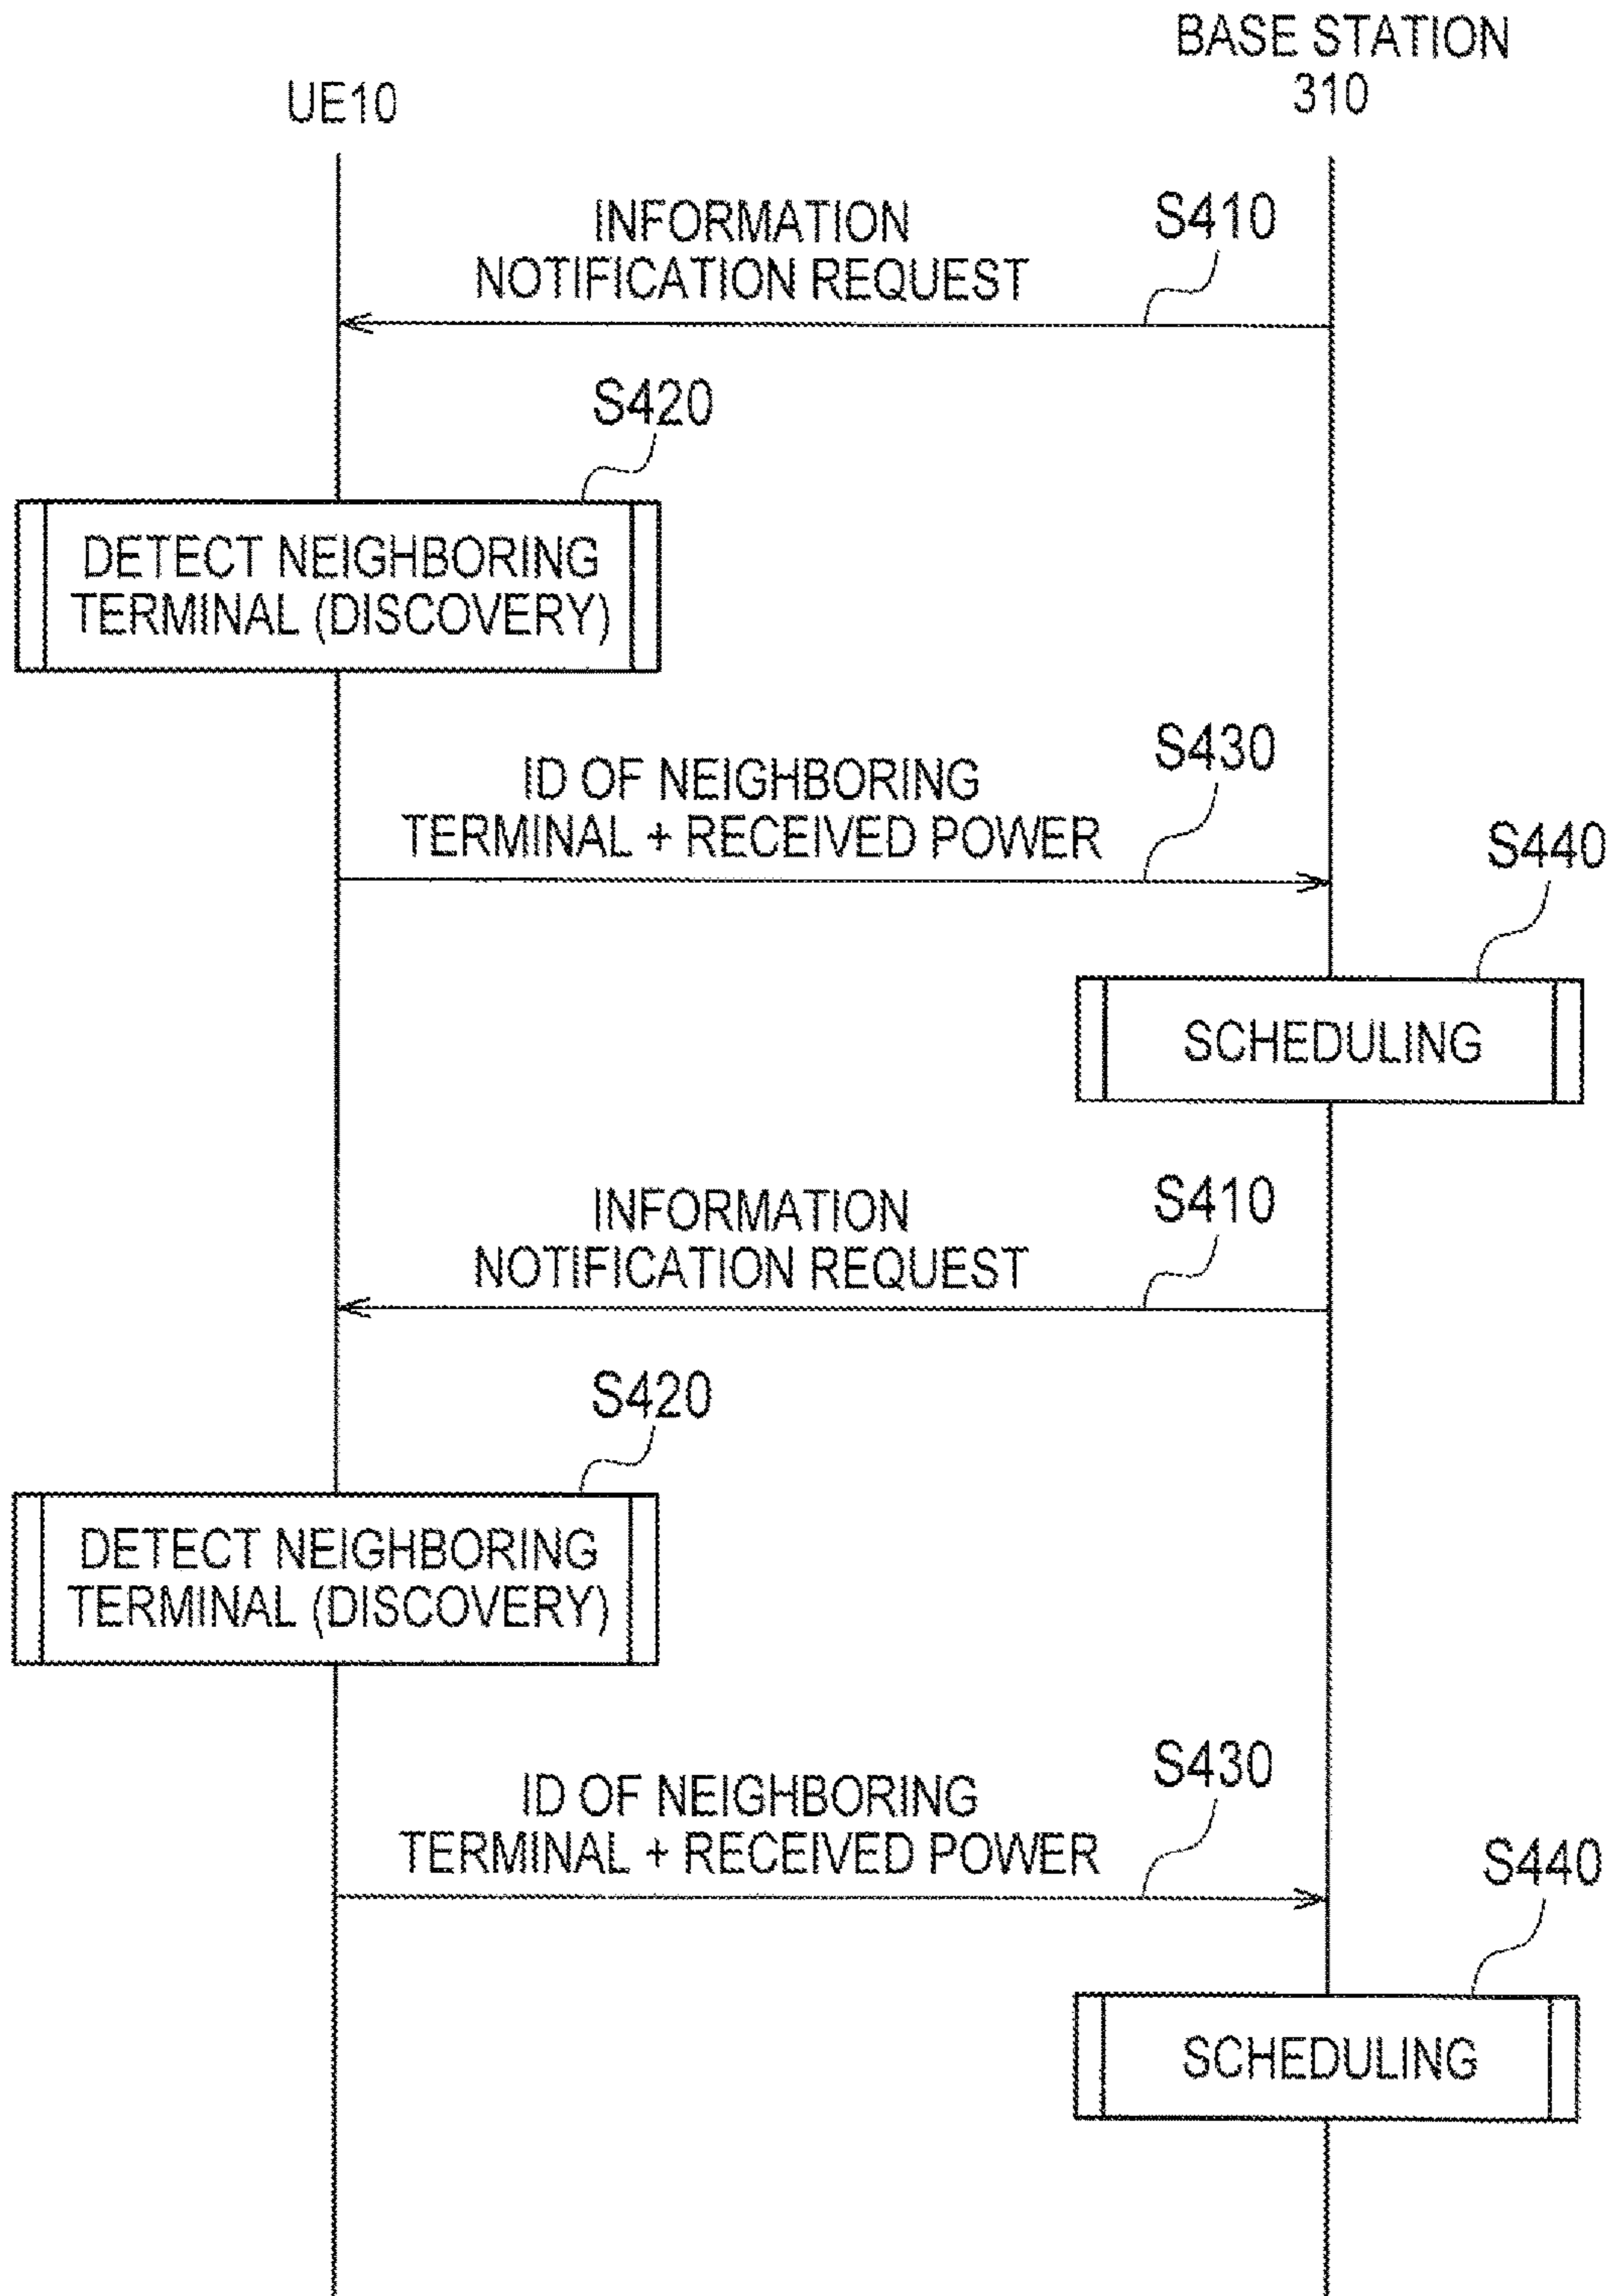 BASE STATION
310
UE10
INFORMATION
NOTIFICATION REQUEST
S410
S420
DETECT NEIGHBORING
TERMINAL (DISCOVERY)
S430
ID OF NEIGHBORING
TERMINAL + RECEIVED POWER
S440
SCHEDULING
INFORMATION
NOTIFICATION REQUEST
S410
S420
DETECT NEIGHBORING
TERMINAL (DISCOVERY)
S430
ID OF NEIGHBORING
TERMINAL + RECEIVED POWER
S440
SCHEDULING